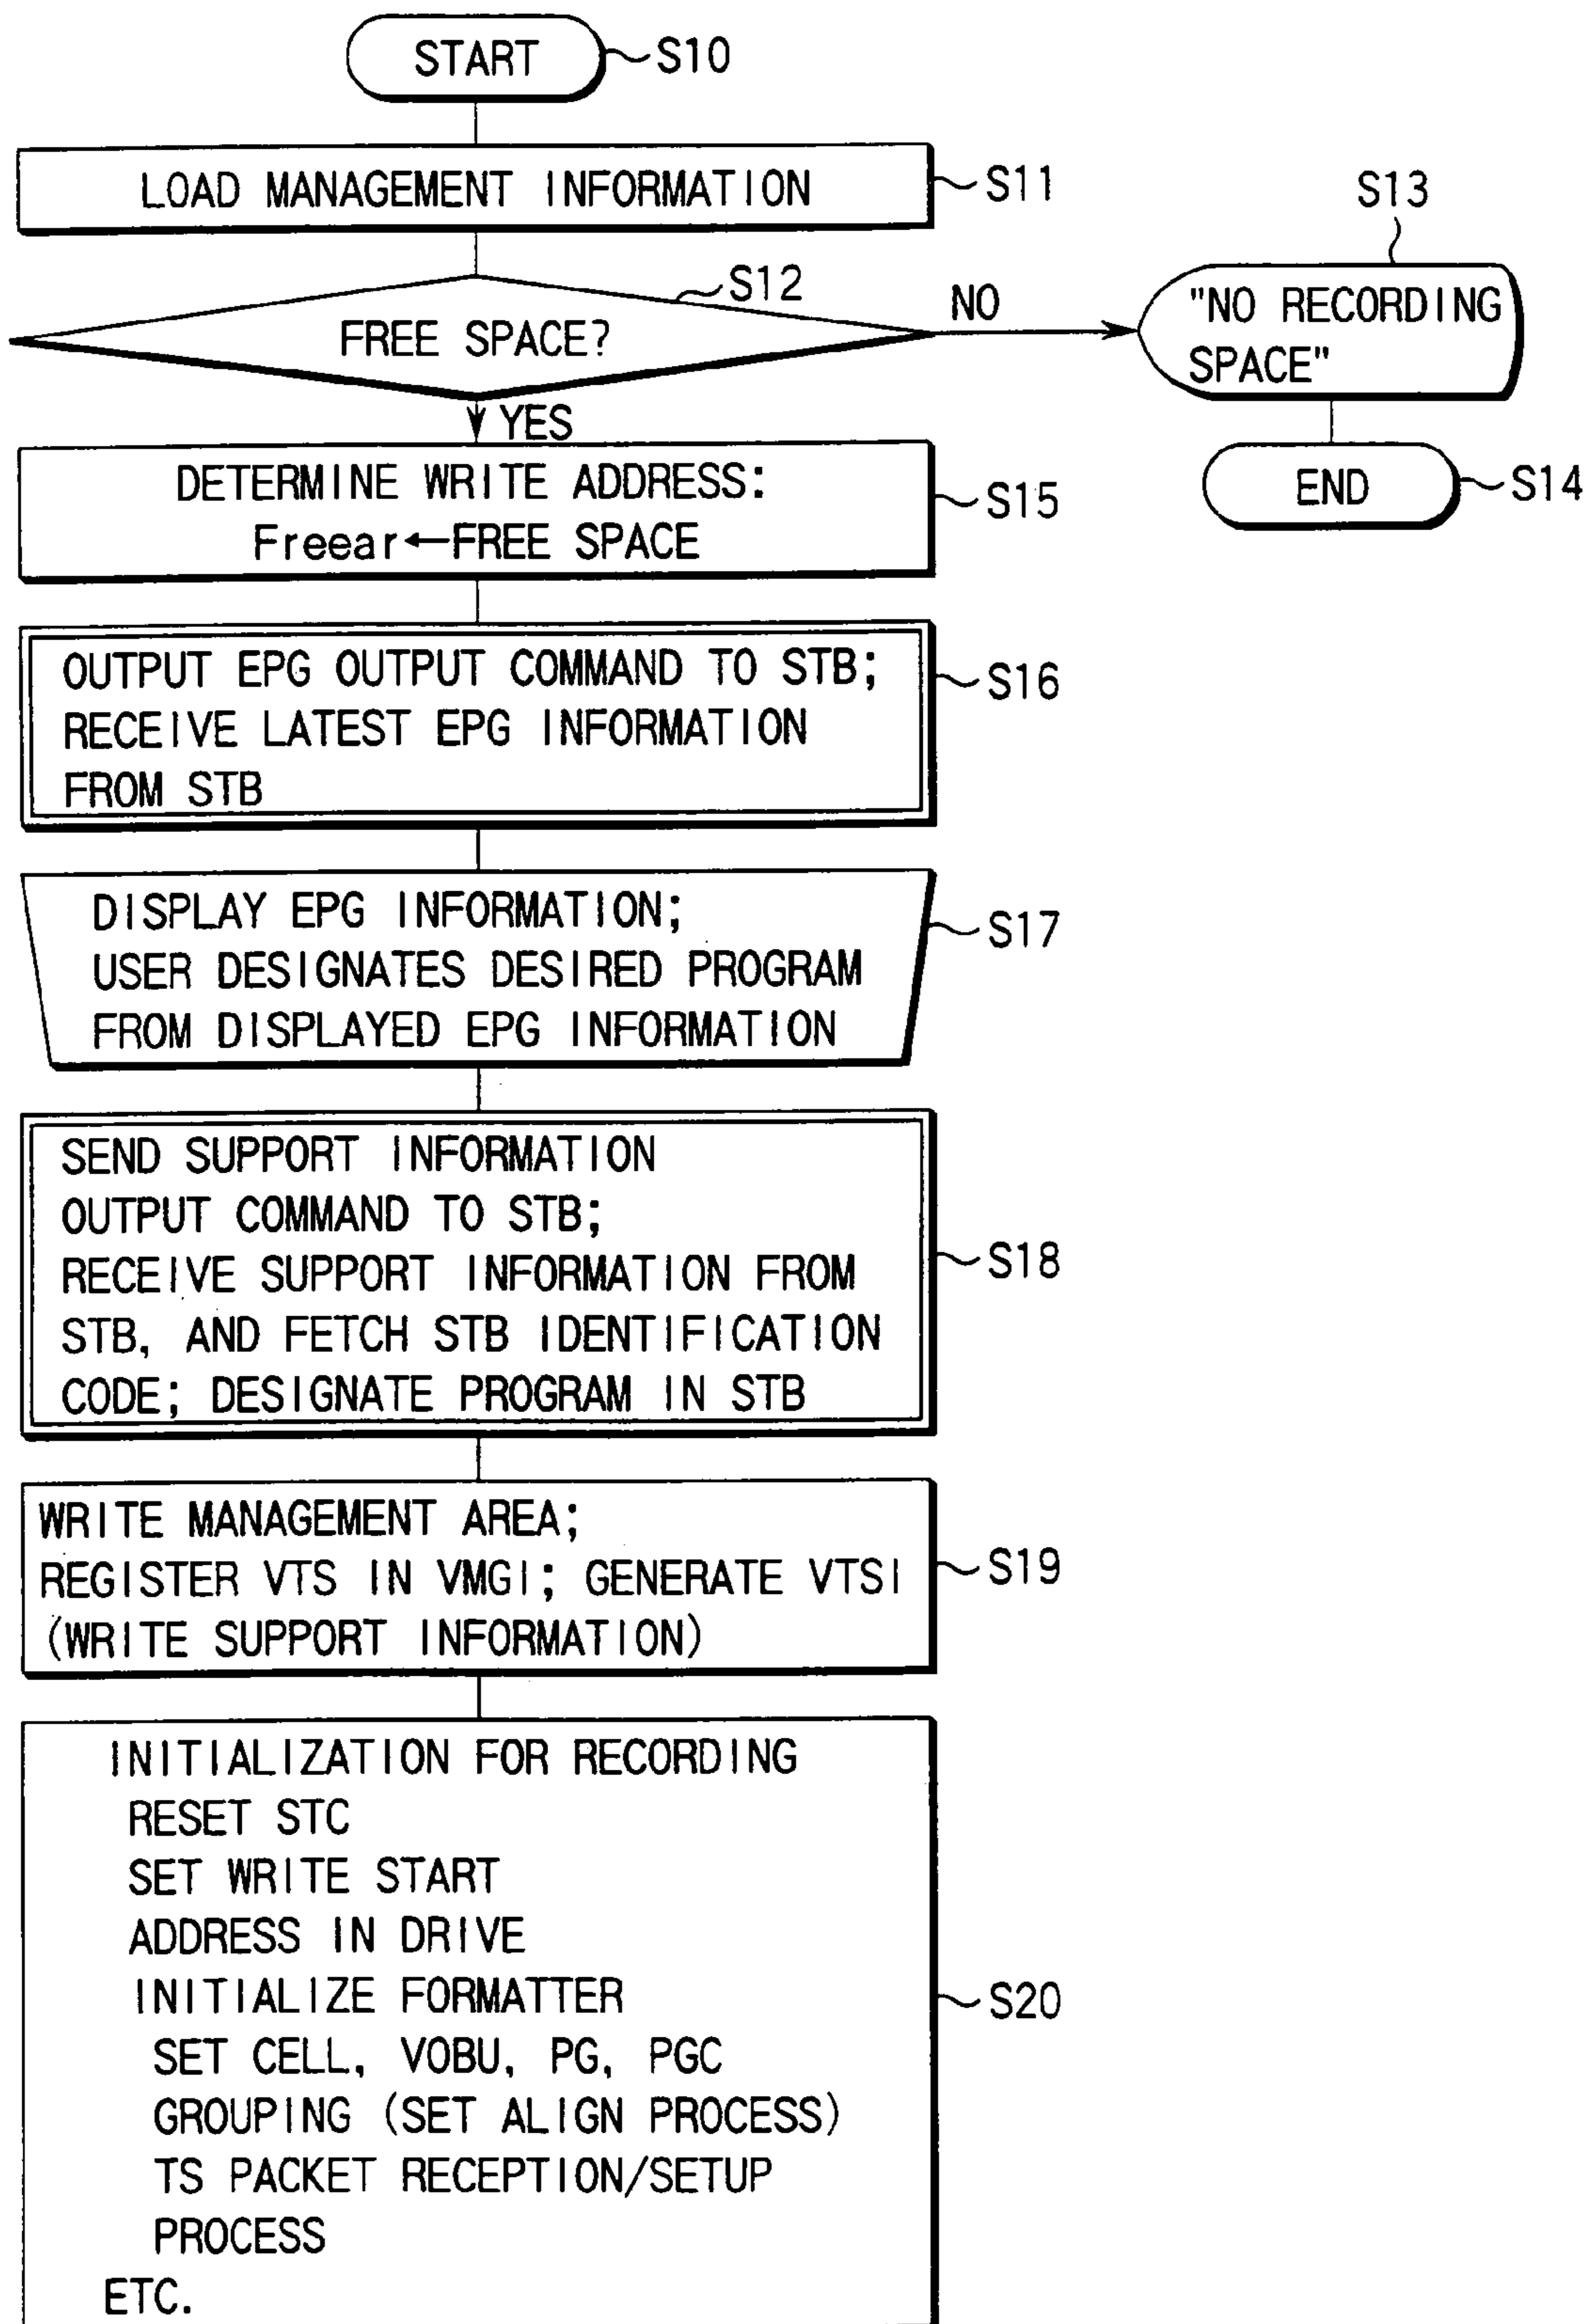 START
S10
LOAD MANAGEMENT INFORMATION
S11
FREE SPACE?
S12
NO
S13
"NO RECORDING
SPACE"
END
S14
YES
DETERMINE WRITE ADDRESS:
Freear←FREE SPACE
S15
OUTPUT EPG OUTPUT COMMAND TO STB;
RECEIVE LATEST EPG INFORMATION
FROM STB
S16
DISPLAY EPG INFORMATION;
USER DESIGNATES DESIRED PROGRAM
FROM DISPLAYED EPG INFORMATION
S17
SEND SUPPORT INFORMATION
OUTPUT COMMAND TO STB;
RECEIVE SUPPORT INFORMATION FROM
STB, AND FETCH STB IDENTIFICATION
CODE; DESIGNATE PROGRAM IN STB
S18
WRITE MANAGEMENT AREA;
REGISTER VTS IN VMGI; GENERATE VTSI
(WRITE SUPPORT INFORMATION)
S19
INITIALIZATION FOR RECORDING
RESET STC
SET WRITE START
ADDRESS IN DRIVE
INITIALIZE FORMATTER
SET CELL, VOBU, PG, PGC
GROUPING (SET ALIGN PROCESS)
TS PACKET RECEPTION/SETUP
PROCESS
ETC.
S20